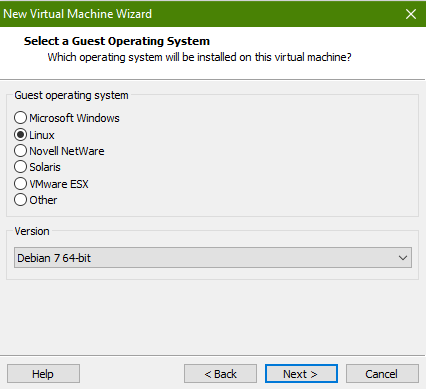 New Virtual Machine Wizard
Select a Guest Operating System
Which operating system will be installed on this virtual machine?
Guest operating system
Microsoft Windows
Linux
Novell NetWare
Solaris
VMware ESX
Other
Version
Debian 7 64-bit
Help
< Back
Next >
Cancel